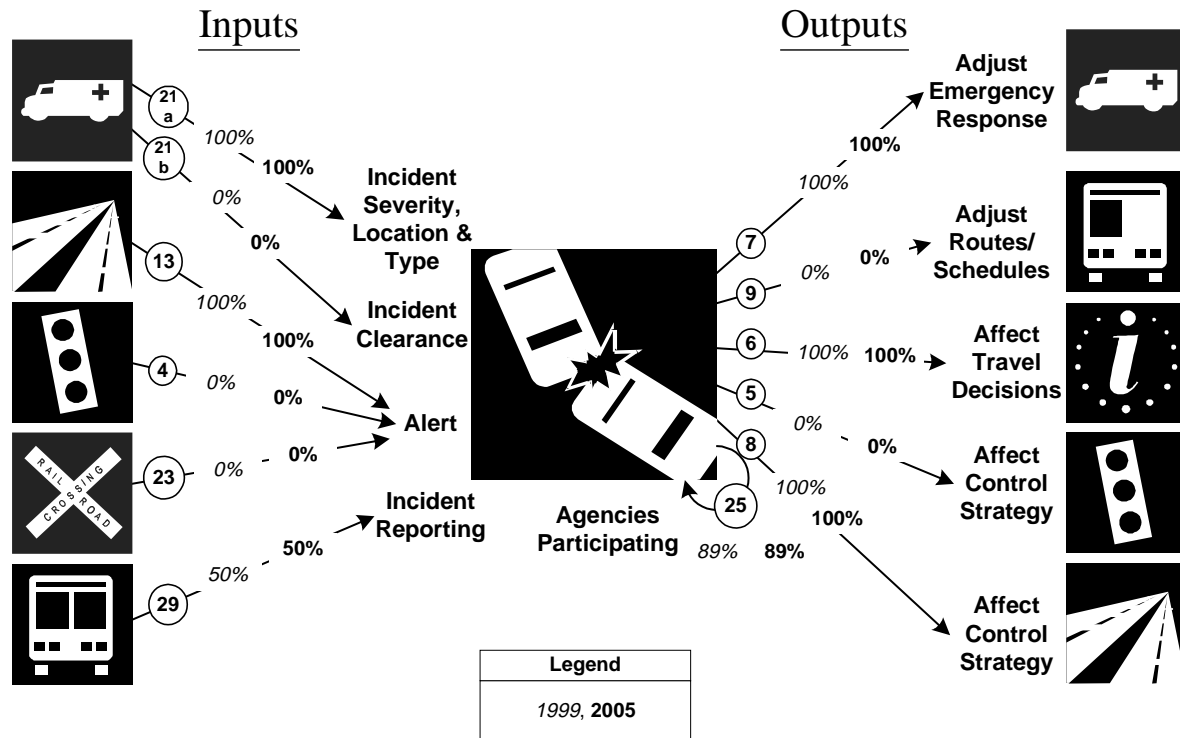 Inputs
Outputs
21
a
100%
100%
21
b
0%
0%
Incident
Severity,
Location &
Type
13
100%
100%
Incident
Clearance
4
0%
0%
Alert
RAIL ROAD
CROSSING
23
0%
0%
29
50%
50%
Incident
Reporting
Agencies
Participating
25
89% 89%
7
100%
100%
Adjust
Emergency
Response
9
0%
0%
Adjust
Routes/
Schedules
6
100%
100%
Affect
Travel
Decisions
i
5
0%
0%
Affect
Control
Strategy
8
100%
100%
Affect
Control
Strategy
Legend
1999, 2005